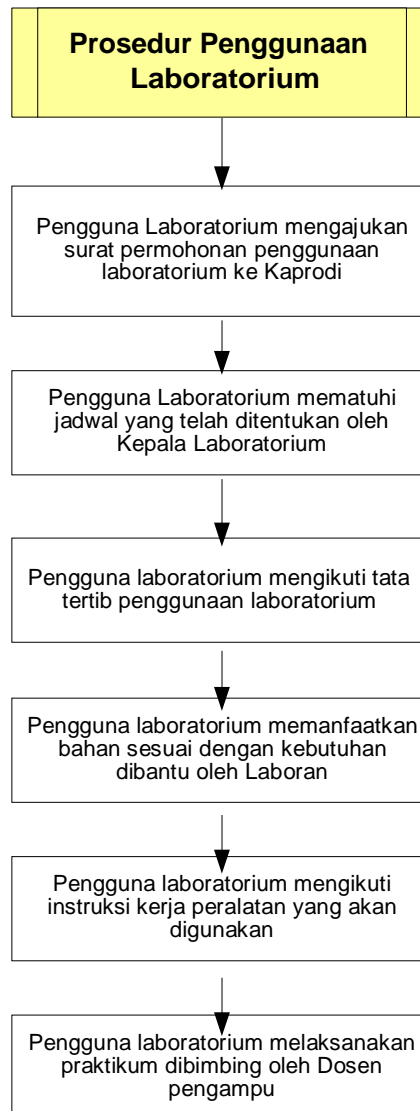 Prosedur Penggunaan
Laboratorium
Pengguna Laboratorium mengajukan
surat permohonan penggunaan
laboratorium ke Kaprodi
Pengguna Laboratorium mematuhi
jadwal yang telah ditentukan oleh
Kepala Laboratorium
Pengguna laboratorium mengikuti tata
tertib penggunaan laboratorium
Pengguna laboratorium memanfaatkan
bahan sesuai dengan kebutuhan
dibantu oleh Laboran
Pengguna laboratorium mengikuti
instruksi kerja peralatan yang akan
digunakan
Pengguna laboratorium melaksanakan
praktikum dibimbing oleh Dosen
pengampu